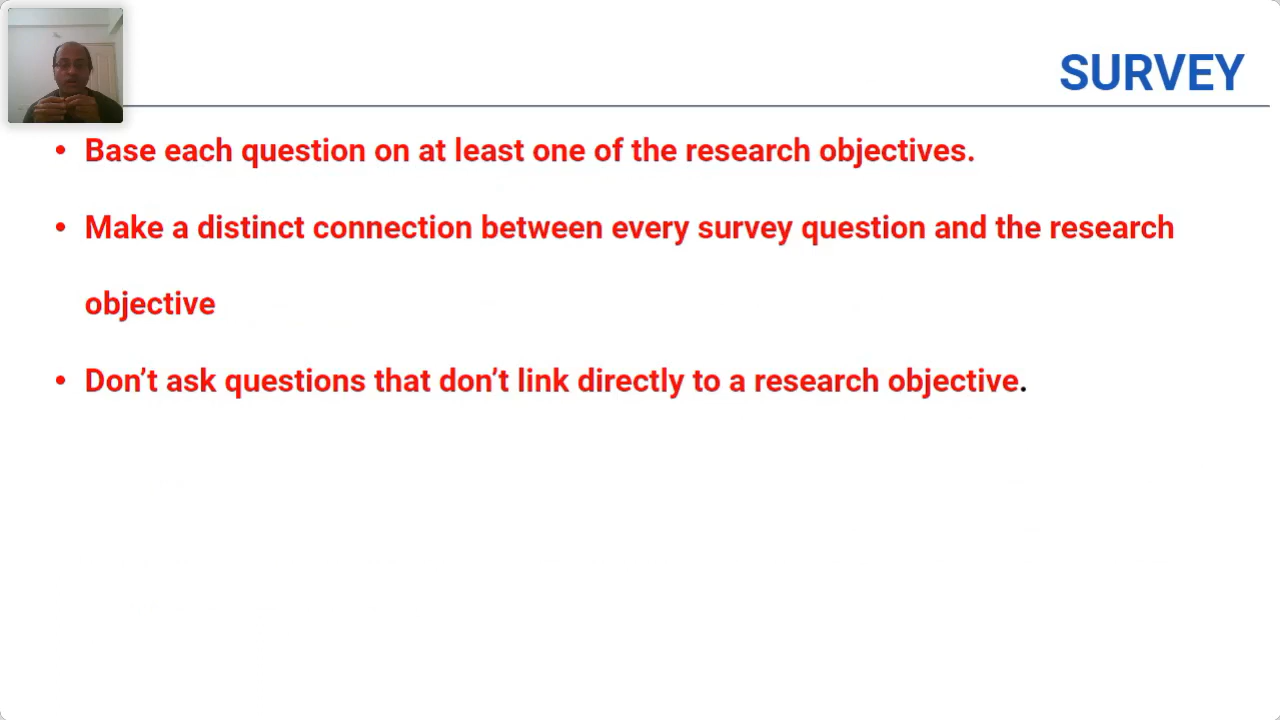 SURVEY
• Base each question on at least one of the research objectives.
• Make a distinct connection between every survey question and the research
objective
• Don’t ask questions that don’t link directly to a research objective.